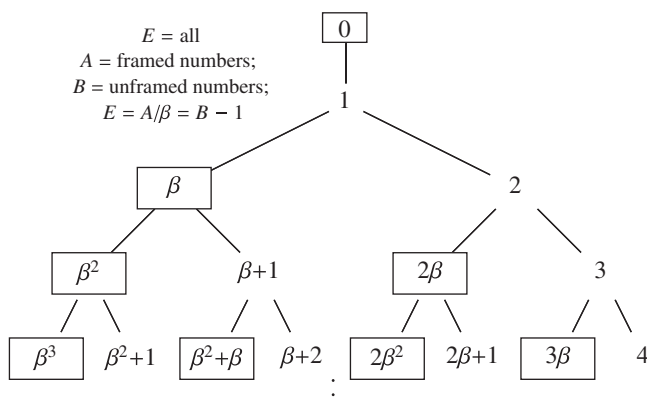 E = all
A = framed numbers;
B = unframed numbers;
E = A/β = B − 1
0
1
β
2
β²
β+1
2β
3
β³
β²+1
β²+β
β+2
2β²
2β+1
3β
4
: